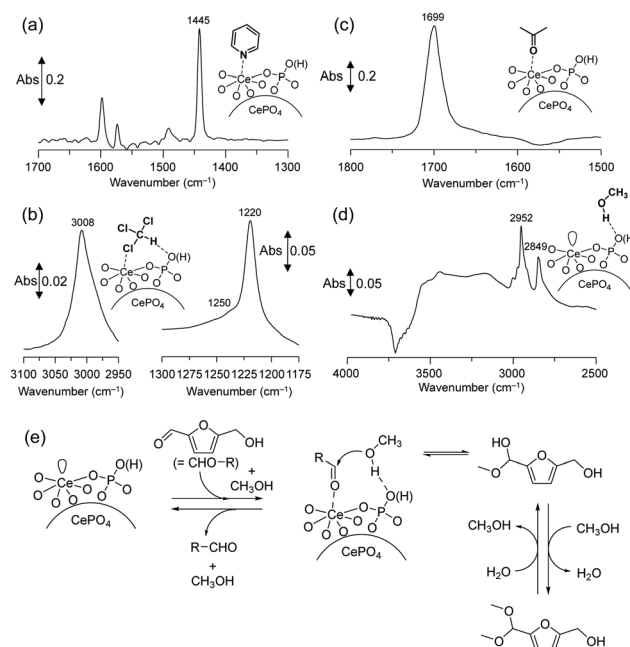 (a)
1445
Abs
0.2
N
Ce
O
P
O(H)
CePO4
1700 1600 1500 1400 1300
Wavenumber (cm−1)
(c)
1699
Abs
0.2
O
Ce
O
P
O(H)
CePO4
1800 1700 1600 1500
Wavenumber (cm−1)
(b)
3008
Abs
0.02
Cl
Cl
C
H
Cl
O(H)
Ce
O
P
CePO4
1250
1220
Abs
0.05
3100 3050 3000 2950
Wavenumber (cm−1)
1300 1275 1250 1225 1200 1175
Wavenumber (cm−1)
(d)
2952
2849
Abs
0.05
CH3
O
H
O(H)
Ce
O
P
CePO4
4000 3500 3000 2500
Wavenumber (cm−1)
(e)
Ce
O
P
O(H)
CePO4
O
O
OH
(= CHO−R)
+
CH3OH
R−CHO
+
CH3OH
R
O
O
CH3
H
O(H)
Ce
O
P
CePO4
HO
O
O
OH
CH3OH
CH3OH
H2O
H2O
O
O
O
OH